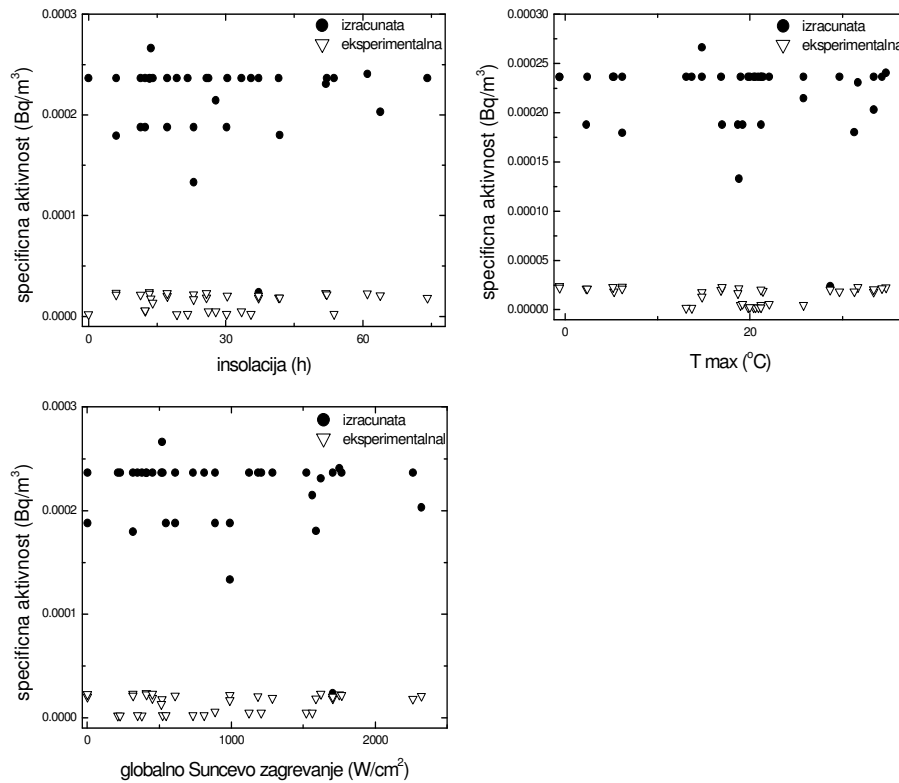 0.0003
izracunata
eksperimentalna
0.0002
0.0001
0.0000
specificna aktivnost (Bq/m³)
0
30
60
insolacija (h)
0.00030
izracunata
eksperimentalna
0.00025
0.00020
0.00015
0.00010
0.00005
0.00000
specificna aktivnost (Bq/m³)
0
20
T max (°C)
0.0003
izracunata
eksperimentalnal
0.0002
0.0001
0.0000
specificna aktivnost (Bq/m³)
0
1000
2000
globalno Suncevo zagrevanje (W/cm²)